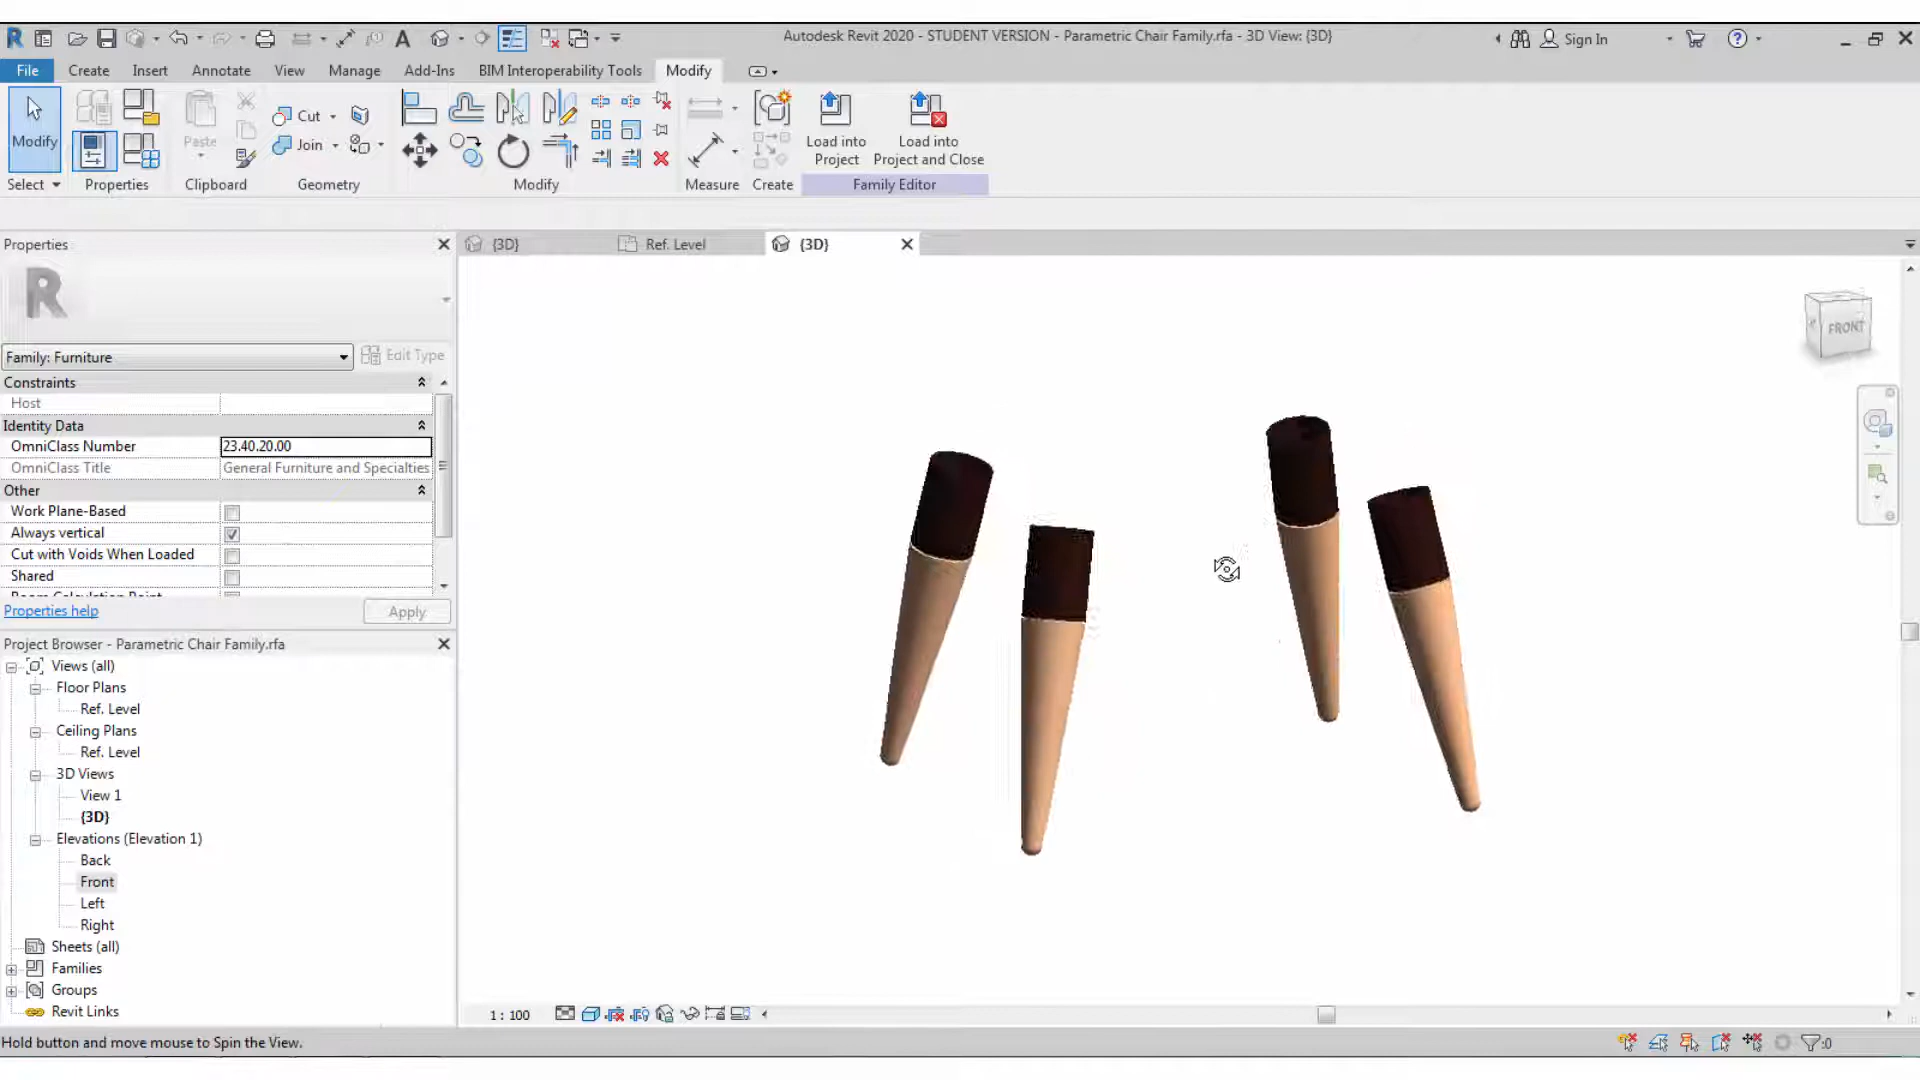 Autodesk Revit 2020 - STUDENT VERSION - Parametric Chair Family.rfa - 3D View: {3D}
Sign In
File Create Insert Annotate View Manage Add-Ins BIM Interoperability Tools Modify
Modify
Paste
Cut
Join
Load into Project
Load into Project and Close
Select Properties Clipboard Geometry Modify Measure Create Family Editor
Properties
{3D} Ref. Level {3D}
R
FRONT
Family: Furniture
Edit Type
Constraints
Host
Identity Data
OmniClass Number 23.40.20.00
OmniClass Title General Furniture and Specialties
Other
Work Plane-Based
Always vertical
Cut with Voids When Loaded
Shared
Room Calculation Point
Properties help
Apply
Project Browser - Parametric Chair Family.rfa
Views (all)
Floor Plans
Ref. Level
Ceiling Plans
Ref. Level
3D Views
View 1
{3D}
Elevations (Elevation 1)
Back
Front
Left
Right
Sheets (all)
Families
Groups
Revit Links
1 : 100
Hold button and move mouse to Spin the View.
:0